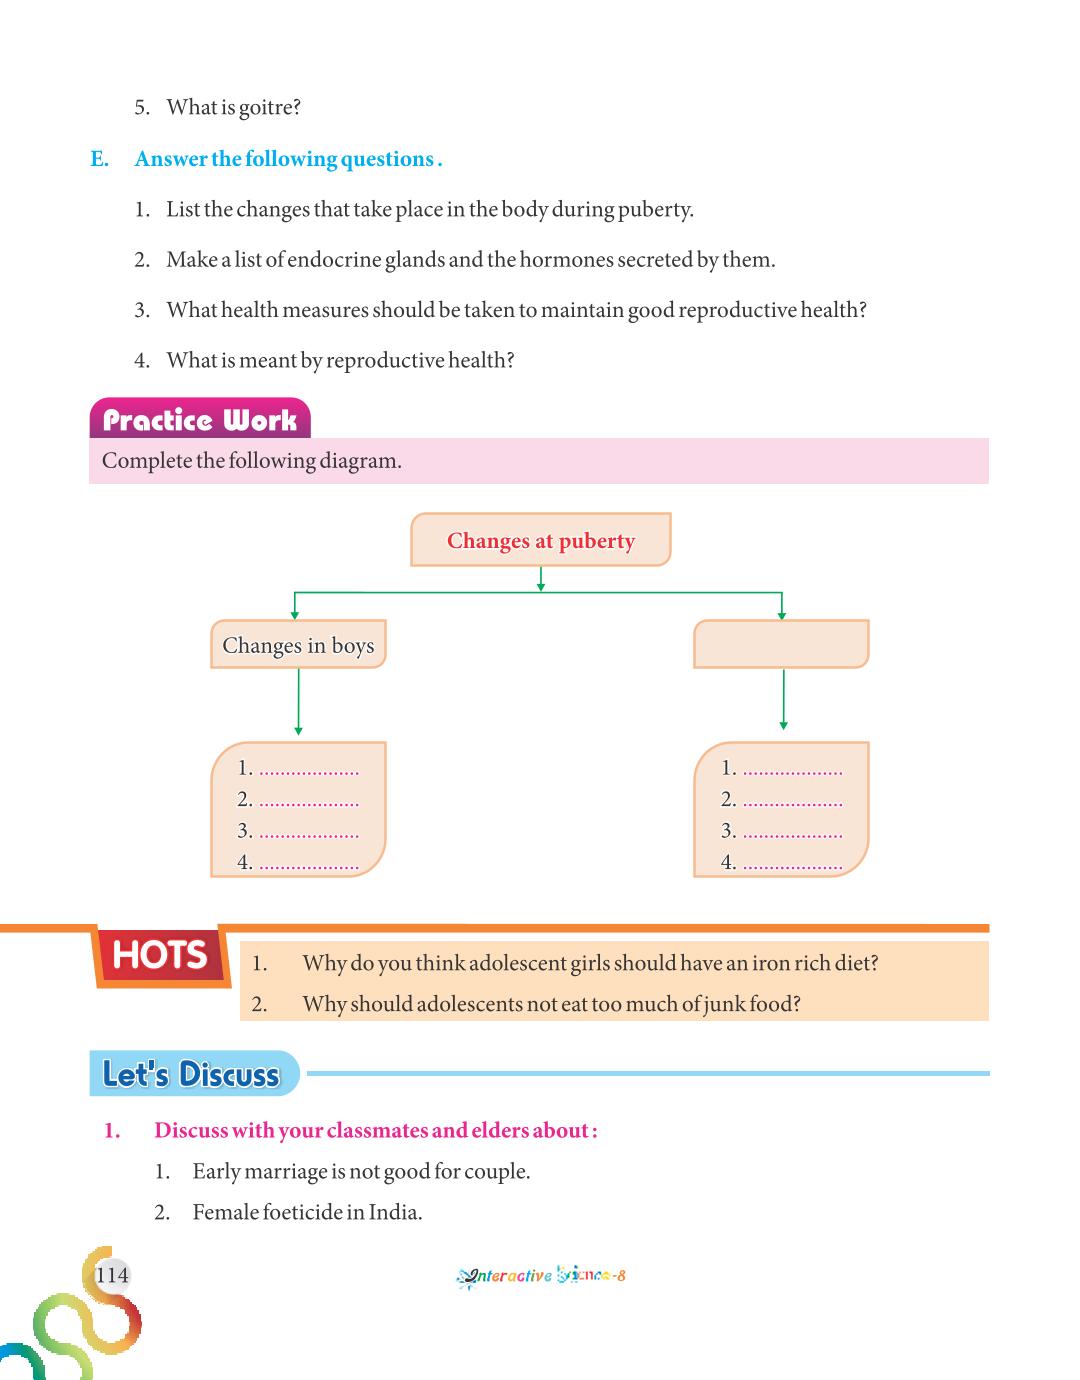 5. What is goitre?
E. Answer the following questions .
1. List the changes that take place in the body during puberty.
2. Make a list of endocrine glands and the hormones secreted by them.
3. What health measures should be taken to maintain good reproductive health?
4. What is meant by reproductive health?
Practice Work
Complete the following diagram.
Changes at puberty
Changes in boys
1. ...................
2. ...................
3. ...................
4. ...................
1. ...................
2. ...................
3. ...................
4. ...................
HOTS
1. Why do you think adolescent girls should have an iron rich diet?
2. Why should adolescents not eat too much of junk food?
Let's Discuss
1. Discuss with your classmates and elders about :
1. Early marriage is not good for couple.
2. Female foeticide in India.
114
Interactive Science-8